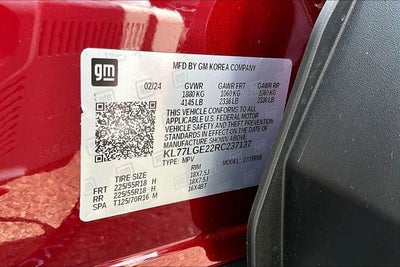 gm
MFD BY GM KOREA COMPANY
02/24 GVWR GAWR FRT GAWR RR
1880 KG 1060 KG 1060 KG
4145 LB 2336 LB 2336 LB
THIS VEHICLE CONFORMS TO ALL
APPLICABLE U.S. FEDERAL MOTOR
VEHICLE SAFETY AND THEFT PREVENTION
STANDARDS IN EFFECT ON THE DATE OF
MANUFACTURE SHOWN ABOVE.
KL77LGE22RC237137
TYPE: MPV MODEL:
TIRE SIZE RIM
FRT 225/55R18 H 18X7.5J
RR 225/55R18 H 18X7.5J
SPA T125/70R16 M 16X4BT